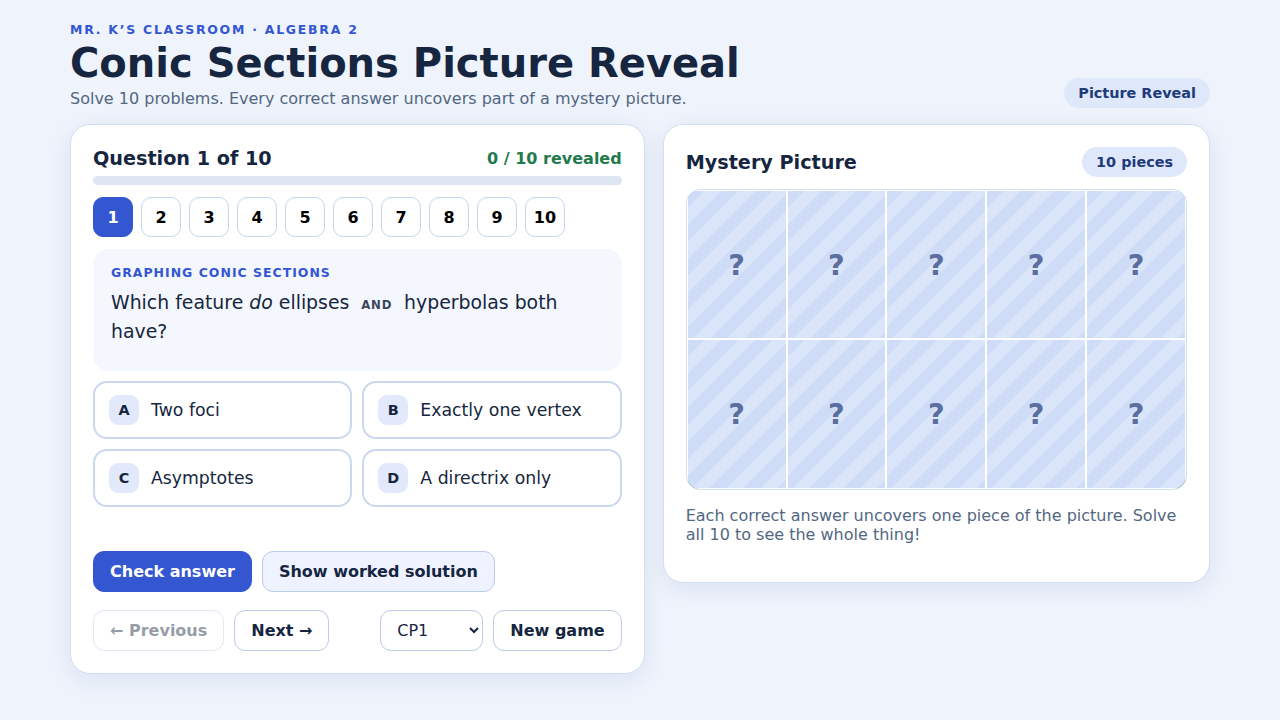 MR. K’S CLASSROOM · ALGEBRA 2
Conic Sections Picture Reveal
Solve 10 problems. Every correct answer uncovers part of a mystery picture.
Picture Reveal
Question 1 of 10
0 / 10 revealed
1 2 3 4 5 6 7 8 9 10
GRAPHING CONIC SECTIONS
Which feature do ellipses AND hyperbolas both
have?
A Two foci
B Exactly one vertex
C Asymptotes
D A directrix only
Check answer
Show worked solution
← Previous
Next →
CP1
New game
Mystery Picture
10 pieces
? ? ? ? ?
? ? ? ? ?
Each correct answer uncovers one piece of the picture. Solve
all 10 to see the whole thing!